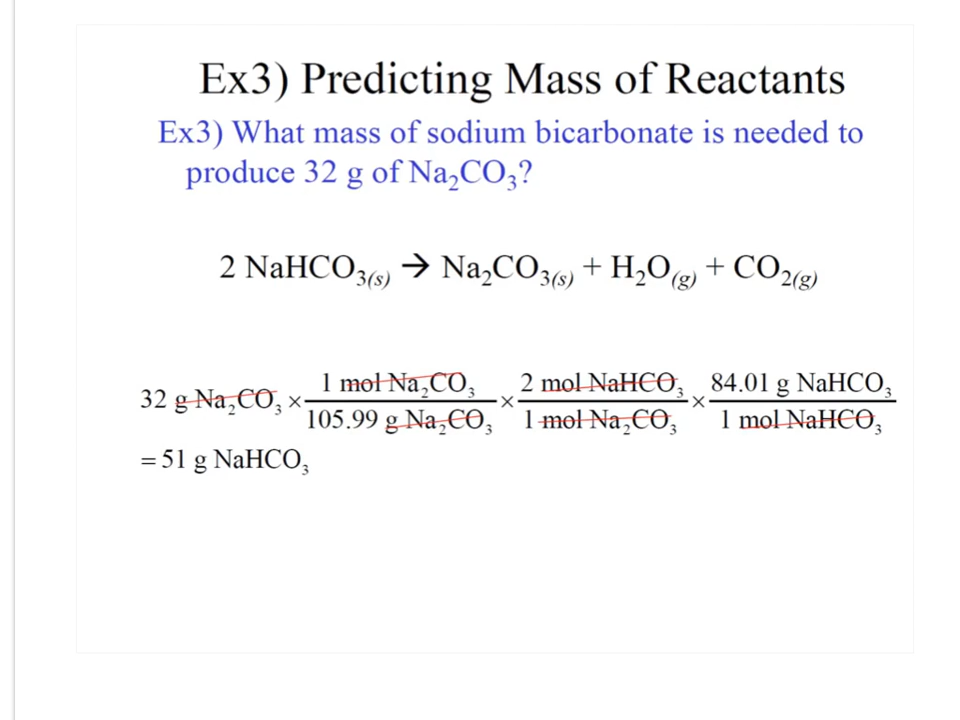 Ex3) Predicting Mass of Reactants
Ex3) What mass of sodium bicarbonate is needed to
produce 32 g of Na₂CO₃?
2 NaHCO₃₍ₛ₎ → Na₂CO₃₍ₛ₎ + H₂O₍g₎ + CO₂₍g₎
32 g Na₂CO₃ × 1 mol Na₂CO₃ / 105.99 g Na₂CO₃ × 2 mol NaHCO₃ / 1 mol Na₂CO₃ × 84.01 g NaHCO₃ / 1 mol NaHCO₃
= 51 g NaHCO₃